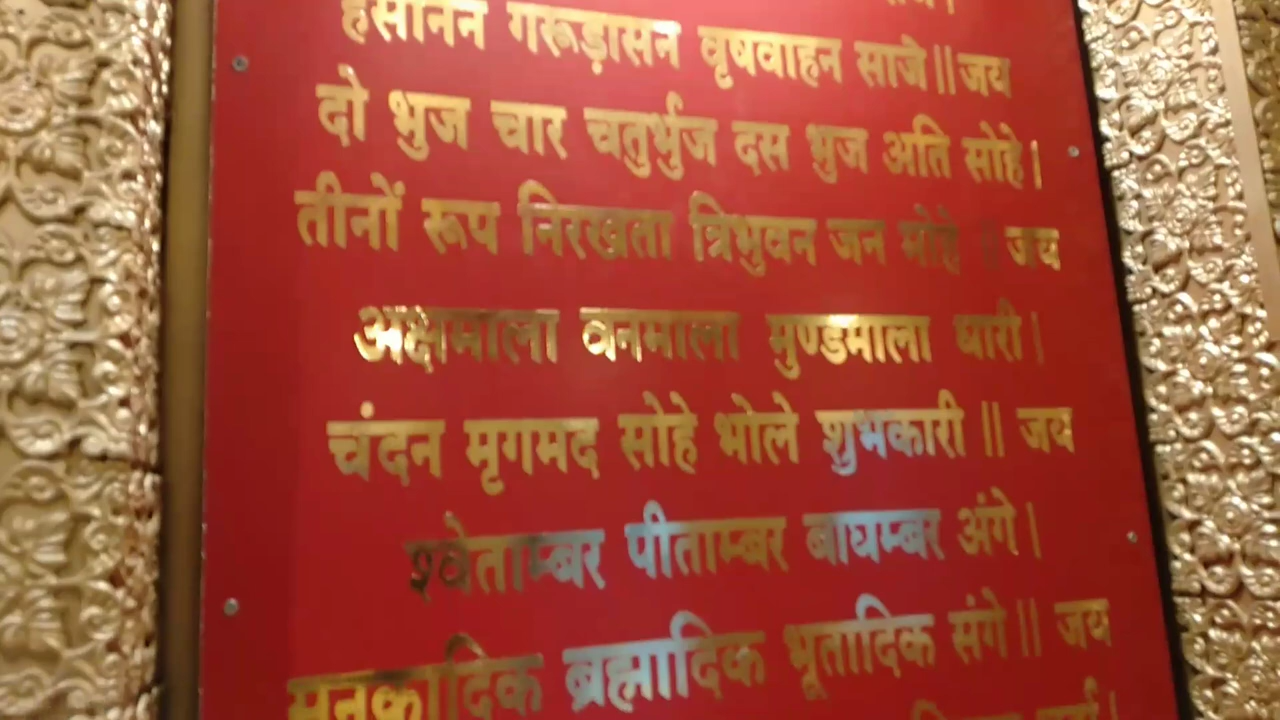 हंसानन गरूड़ासन वृषवाहन साजे॥जय
दो भुज चार चतुर्भुज दस भुज अति सोहे।
तीनों रूप निरखता त्रिभुवन जन मोहे ॥ जय
अक्षमाला वनमाला मुण्डमाला धारी।
चंदन मृगमद सोहे भोले शुभकारी ॥ जय
श्वेताम्बर पीताम्बर बाघम्बर अंगे।
सनकादिक ब्रह्मादिक भूतादिक संगे॥ जय